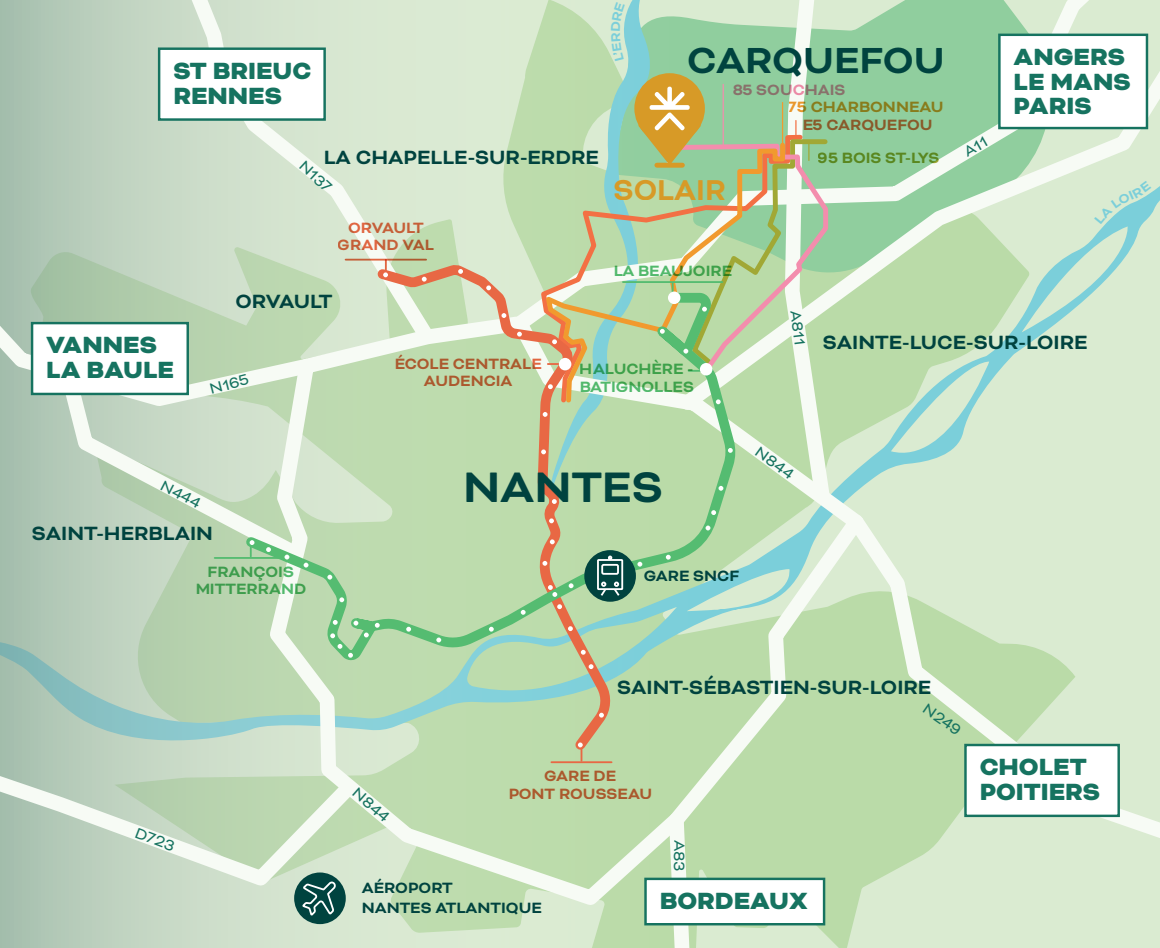 L'ERDRE
CARQUEFOU
ST BRIEUC
RENNES
ANGERS
LE MANS
PARIS
85 SOUCHAIS
75 CHARBONNEAU
E5 CARQUEFOU
95 BOIS ST-LYS
A11
LA CHAPELLE-SUR-ERDRE
N137
SOLAIR
LA LOIRE
ORVAULT
GRAND VAL
LA BEAUJOIRE
ORVAULT
A811
VANNES
LA BAULE
SAINTE-LUCE-SUR-LOIRE
N165
ÉCOLE CENTRALE
AUDENCIA
HALUCHÈRE -
BATIGNOLLES
N844
NANTES
N444
SAINT-HERBLAIN
FRANÇOIS
MITTERRAND
GARE SNCF
SAINT-SÉBASTIEN-SUR-LOIRE
N249
CHOLET
POITIERS
GARE DE
PONT ROUSSEAU
N844
D723
A83
AÉROPORT
NANTES ATLANTIQUE
BORDEAUX